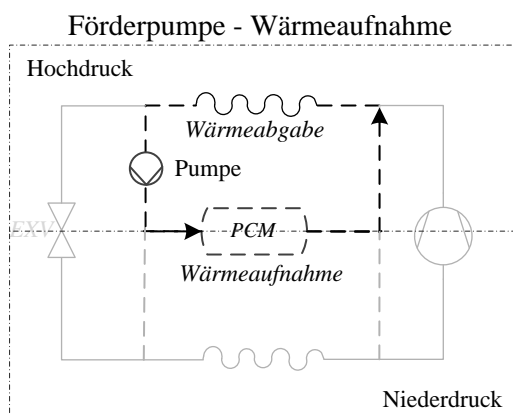 Förderpumpe - Wärmeaufnahme
Hochdruck
Wärmeabgabe
Pumpe
EXV
PCM
Wärmeaufnahme
Niederdruck